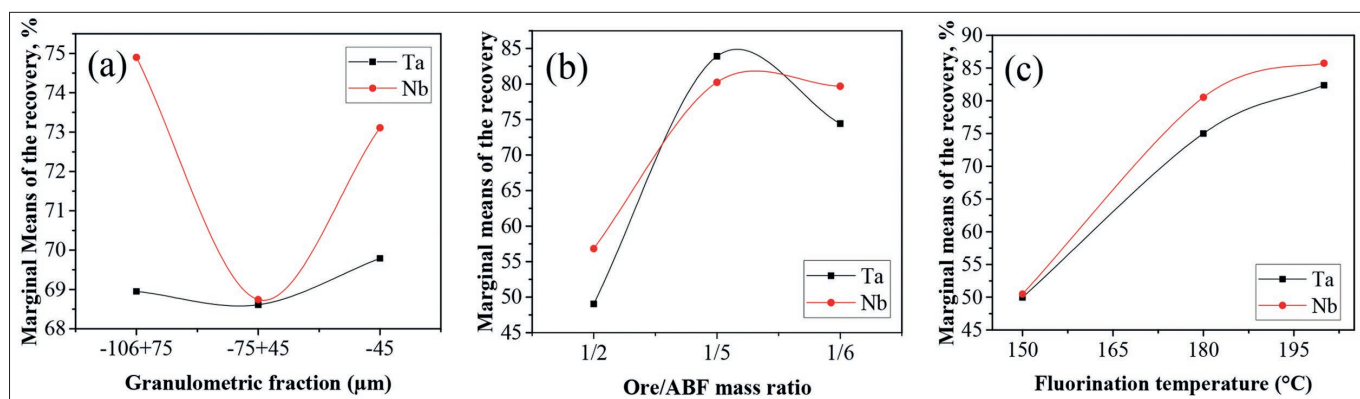 Marginal Means of the recovery, %
(a)
Ta
Nb
75
74
73
72
71
70
69
68
-106+75
-75+45
-45
Granulometric fraction (µm)
Marginal means of the recovery
(b)
85
80
75
70
65
60
55
50
45
Ta
Nb
1/2
1/5
1/6
Ore/ABF mass ratio
Marginal means of the recovery, %
(c)
90
85
80
75
70
65
60
55
50
45
Ta
Nb
150
165
180
195
Fluorination temperature (°C)